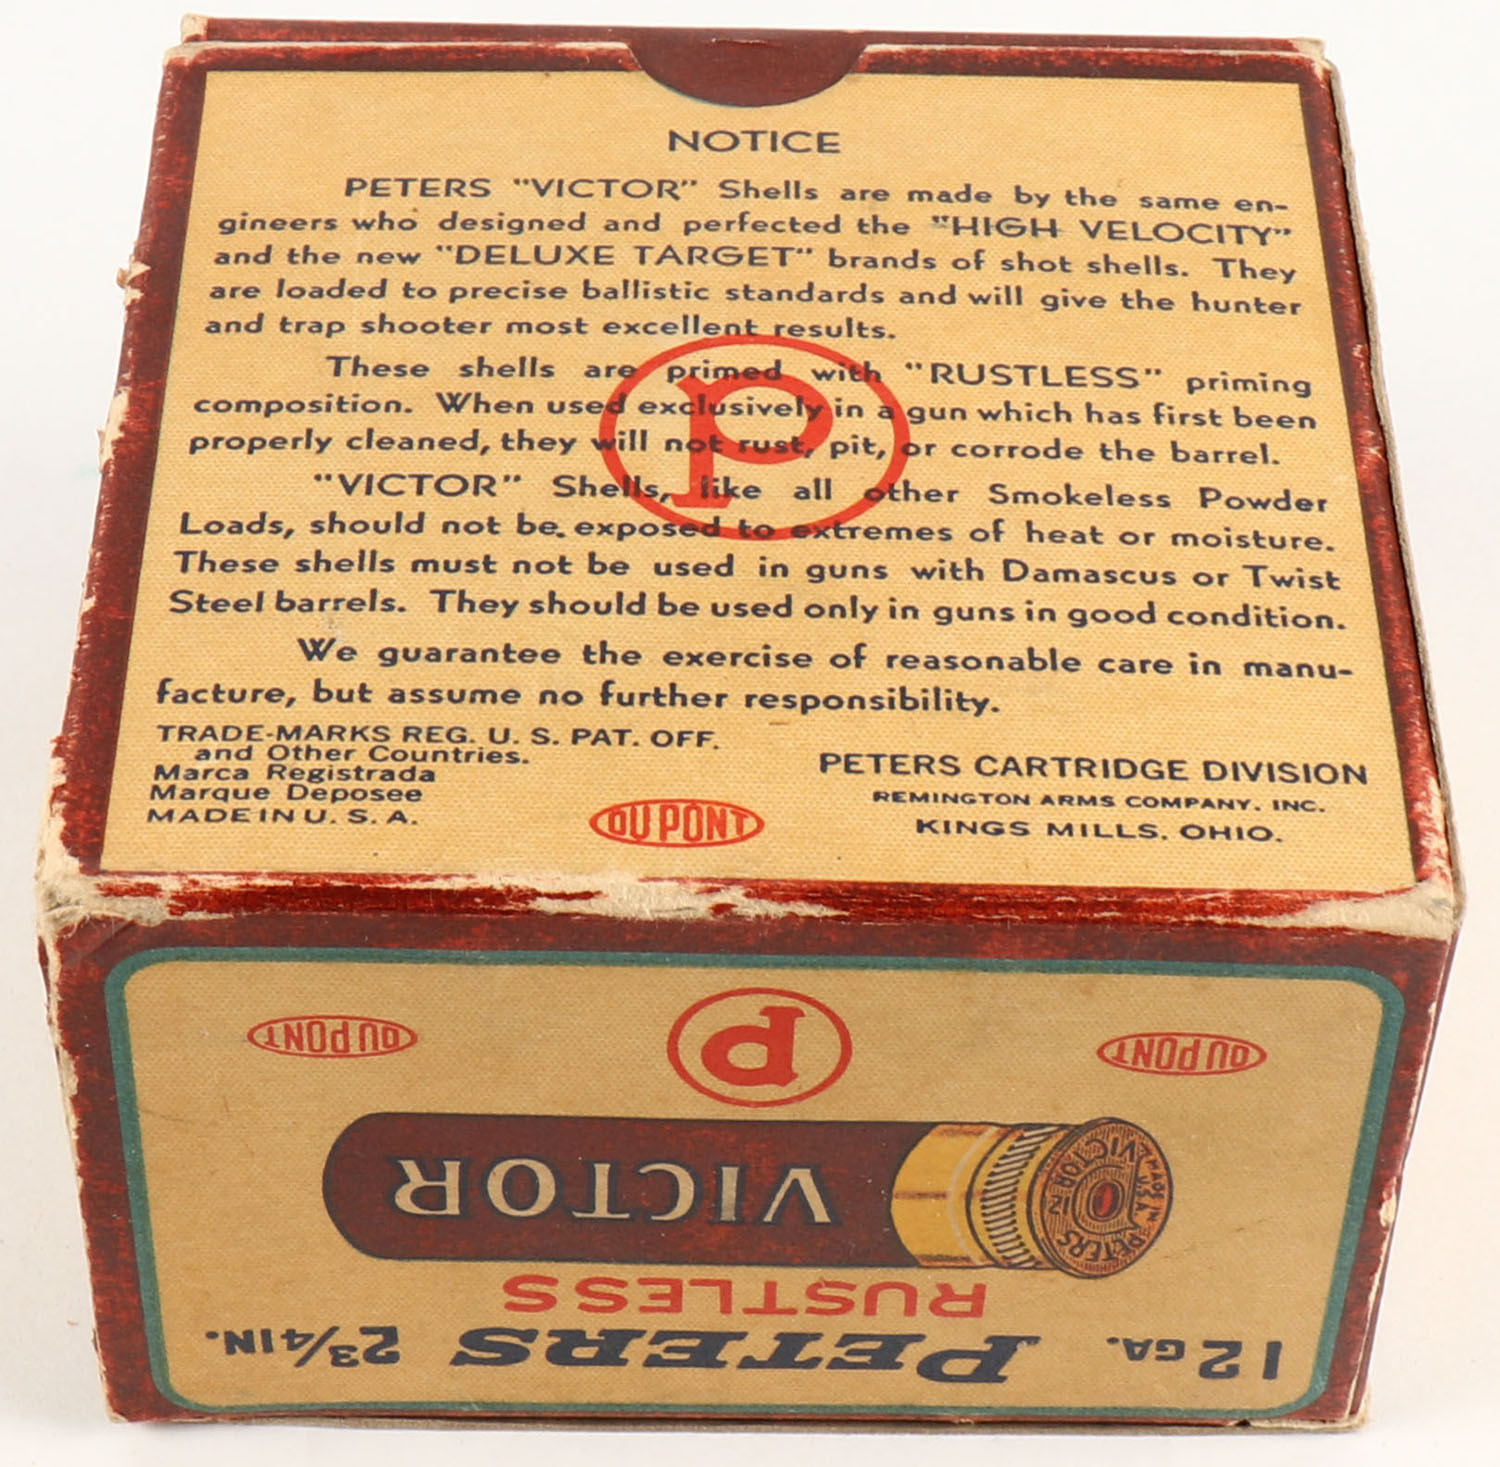 NOTICE
PETERS "VICTOR" Shells are made by the same en-
gineers who designed and perfected the "HIGH VELOCITY"
and the new "DELUXE TARGET" brands of shot shells. They
are loaded to precise ballistic standards and will give the hunter
and trap shooter most excellent results.
These shells are primed with "RUSTLESS" priming
composition. When used exclusively in a gun which has first been
properly cleaned, they will not rust, pit, or corrode the barrel.
"VICTOR" Shells, like all other Smokeless Powder
Loads, should not be exposed to extremes of heat or moisture.
These shells must not be used in guns with Damascus or Twist
Steel barrels. They should be used only in guns in good condition.
We guarantee the exercise of reasonable care in manu-
facture, but assume no further responsibility.
P
TRADE-MARKS REG. U. S. PAT. OFF.
and Other Countries.
Marca Registrada
Marque Deposee
MADE IN U. S. A.
DU PONT
PETERS CARTRIDGE DIVISION
REMINGTON ARMS COMPANY, INC.
KINGS MILLS, OHIO.
12 GA. PETERS 2¾ IN.
RUSTLESS
VICTOR
PETERS
12
VICTOR
MADE IN
U.S.A.
DU PONT
P
DU PONT